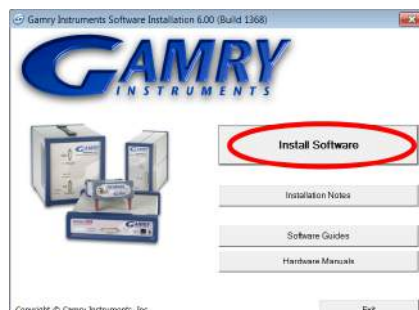 Gamry Instruments Software Installation 6.00 (Build 1368)
GAMRY
INSTRUMENTS
Install Software
Installation Notes
Software Guides
Hardware Manuals
Copyright © Gamry Instruments, Inc.
Exit